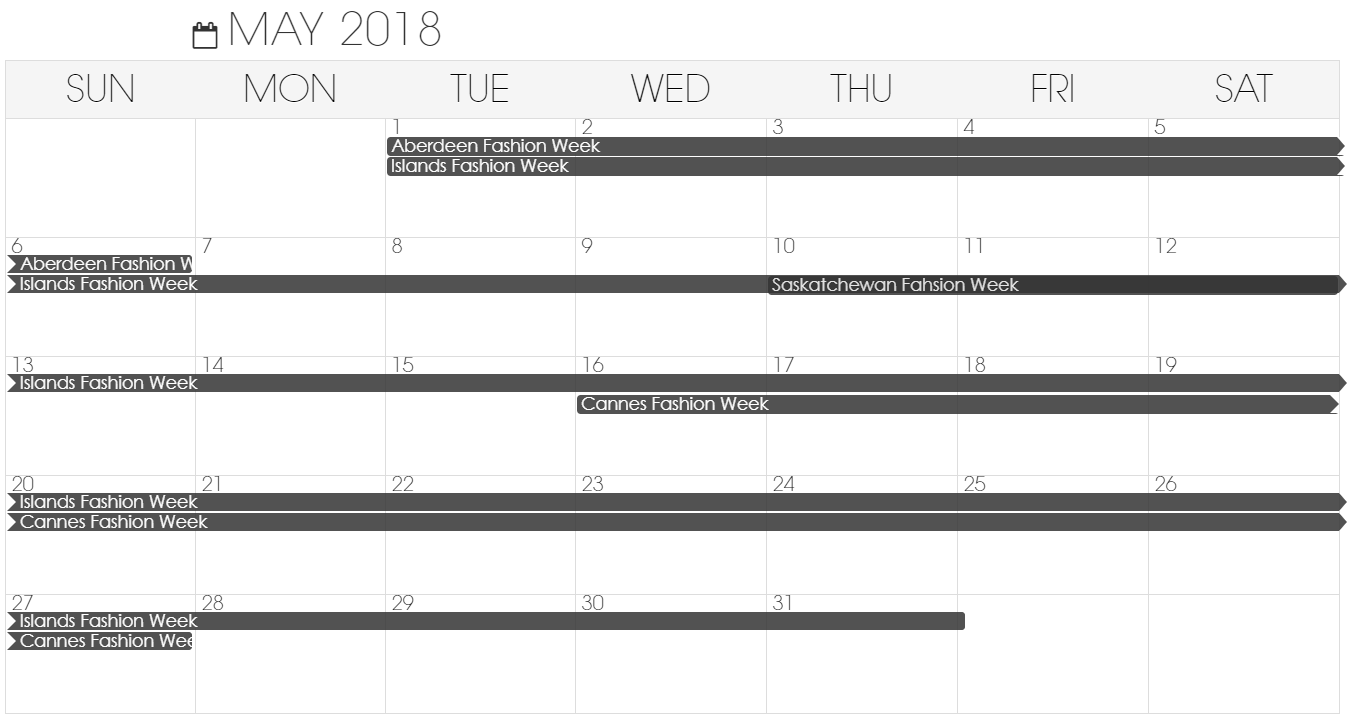 MAY 2018
SUN MON TUE WED THU FRI SAT
1 2 3 4 5
Aberdeen Fashion Week
Islands Fashion Week
6 7 8 9 10 11 12
Aberdeen Fashion W
Islands Fashion Week Saskatchewan Fahsion Week
13 14 15 16 17 18 19
Islands Fashion Week
Cannes Fashion Week
20 21 22 23 24 25 26
Islands Fashion Week
Cannes Fashion Week
27 28 29 30 31
Islands Fashion Week
Cannes Fashion Wee